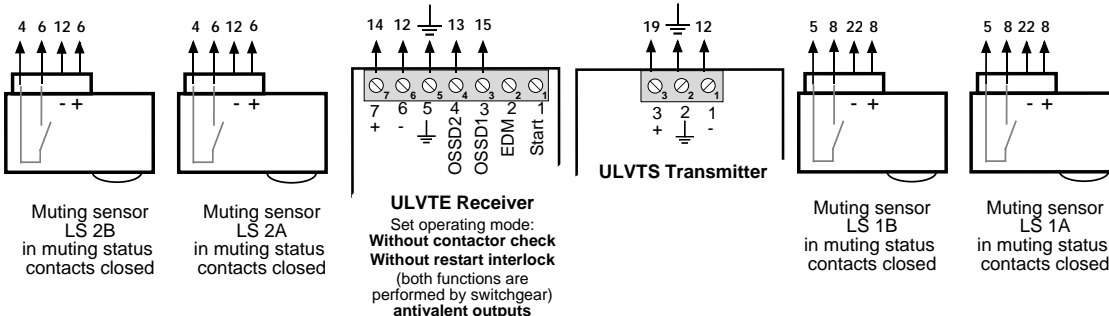 4 6 12 6
- +
Muting sensor
LS 2B
in muting status
contacts closed
4 6 12 6
- +
Muting sensor
LS 2A
in muting status
contacts closed
14 12 13 15
7 6 5 4 3 2 1
7 6 5 4 3 2 1
+ - OSSD2 OSSD1 EDM Start
ULVTE Receiver
Set operating mode:
Without contactor check
Without restart interlock
(both functions are
performed by switchgear)
antivalent outputs
19 12
3 2 1
3 2 1
+ -
ULVTS Transmitter
5 8 22 8
- +
Muting sensor
LS 1B
in muting status
contacts closed
5 8 22 8
- +
Muting sensor
LS 1A
in muting status
contacts closed